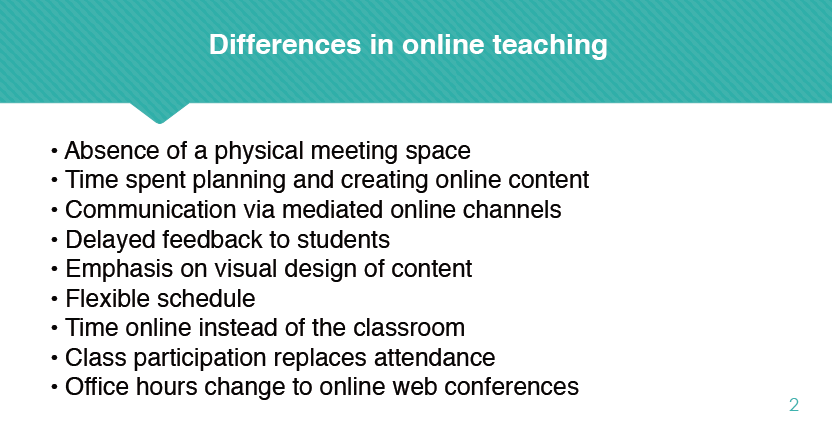 Differences in online teaching
• Absence of a physical meeting space
• Time spent planning and creating online content
• Communication via mediated online channels
• Delayed feedback to students
• Emphasis on visual design of content
• Flexible schedule
• Time online instead of the classroom
• Class participation replaces attendance
• Office hours change to online web conferences
2